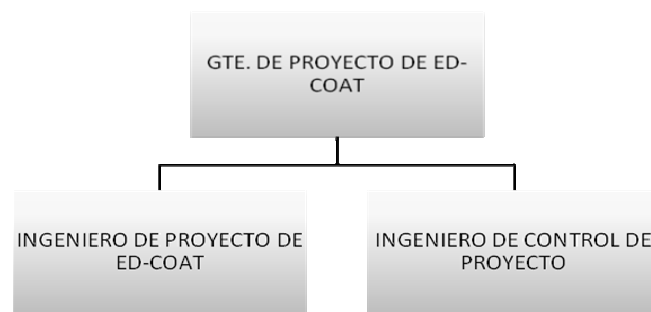 GTE. DE PROYECTO DE ED-
COAT
INGENIERO DE PROYECTO DE
ED-COAT
INGENIERO DE CONTROL DE
PROYECTO